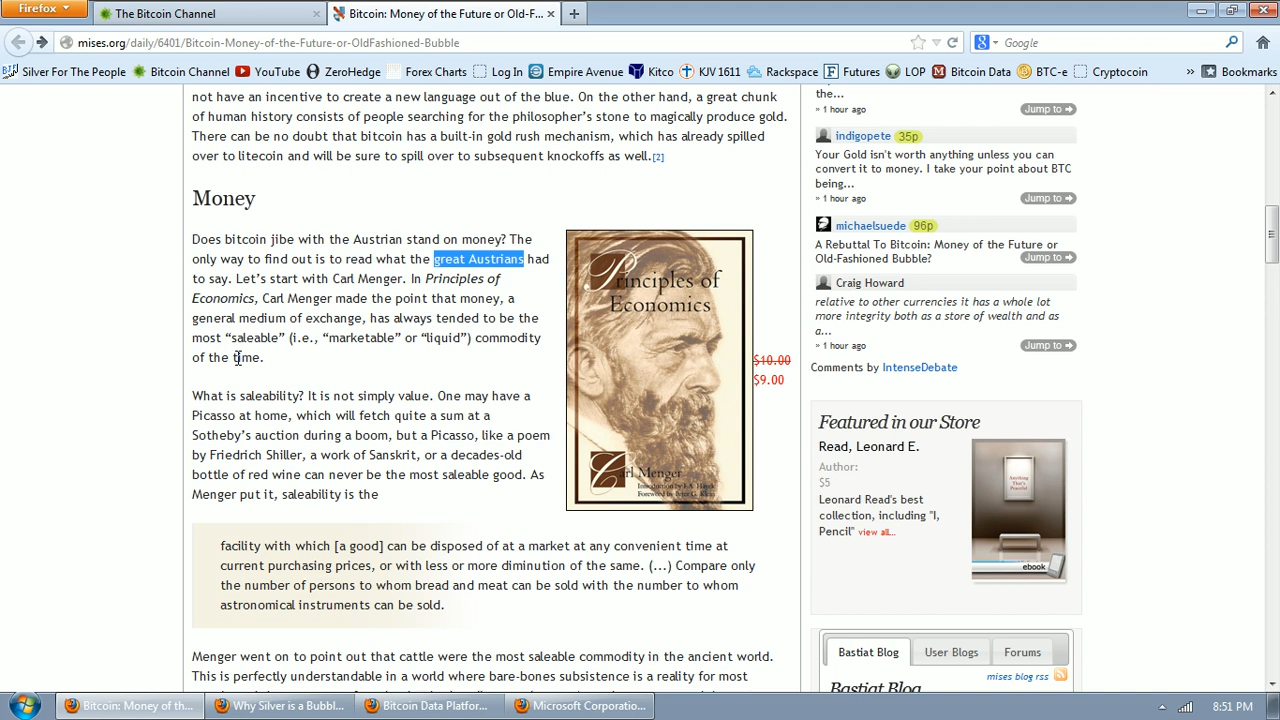 Firefox
The Bitcoin Channel
Bitcoin: Money of the Future or Old-F...
mises.org/daily/6401/Bitcoin-Money-of-the-Future-or-OldFashioned-Bubble
Google
Silver For The People
Bitcoin Channel
YouTube
ZeroHedge
Forex Charts
Log In
Empire Avenue
Kitco
KJV 1611
Rackspace
Futures
LOP
Bitcoin Data
BTC-e
Cryptocoin
»
Bookmarks
not have an incentive to create a new language out of the blue. On the other hand, a great chunk
of human history consists of people searching for the philosopher’s stone to magically produce gold.
There can be no doubt that bitcoin has a built-in gold rush mechanism, which has already spilled
over to litecoin and will be sure to spill over to subsequent knockoffs as well.[2]
Money
Does bitcoin jibe with the Austrian stand on money? The
only way to find out is to read what the great Austrians had
to say. Let’s start with Carl Menger. In Principles of
Economics, Carl Menger made the point that money, a
general medium of exchange, has always tended to be the
most “saleable” (i.e., “marketable” or “liquid”) commodity
of the time.
What is saleability? It is not simply value. One may have a
Picasso at home, which will fetch quite a sum at a
Sotheby’s auction during a boom, but a Picasso, like a poem
by Friedrich Shiller, a work of Sanskrit, or a decades-old
bottle of red wine can never be the most saleable good. As
Menger put it, saleability is the
Principles of
Economics
Carl Menger
Introduction by F.A. Hayek
Foreword by Peter G. Klein
$10.00
$9.00
facility with which [a good] can be disposed of at a market at any convenient time at
current purchasing prices, or with less or more diminution of the same. (...) Compare only
the number of persons to whom bread and meat can be sold with the number to whom
astronomical instruments can be sold.
Menger went on to point out that cattle were the most saleable commodity in the ancient world.
This is perfectly understandable in a world where bare-bones subsistence is a reality for most
the...
» 1 hour ago
Jump to
indigopete 35p
Your Gold isn't worth anything unless you can
convert it to money. I take your point about BTC
being...
» 1 hour ago
Jump to
michaelsuede 96p
A Rebuttal To Bitcoin: Money of the Future or
Old-Fashioned Bubble?
» 1 hour ago
Jump to
Craig Howard
relative to other currencies it has a whole lot
more integrity both as a store of wealth and as
a...
» 1 hour ago
Jump to
Comments by IntenseDebate
Featured in our Store
Read, Leonard E.
Author:
$5
Leonard Read's best
collection, including "I,
Pencil" view all...
ebook
Bastiat Blog
User Blogs
Forums
mises blog rss
Bastiat Blog
Bitcoin: Money of th...
Why Silver is a Bubbl...
Bitcoin Data Platfor...
Microsoft Corporatio...
8:51 PM